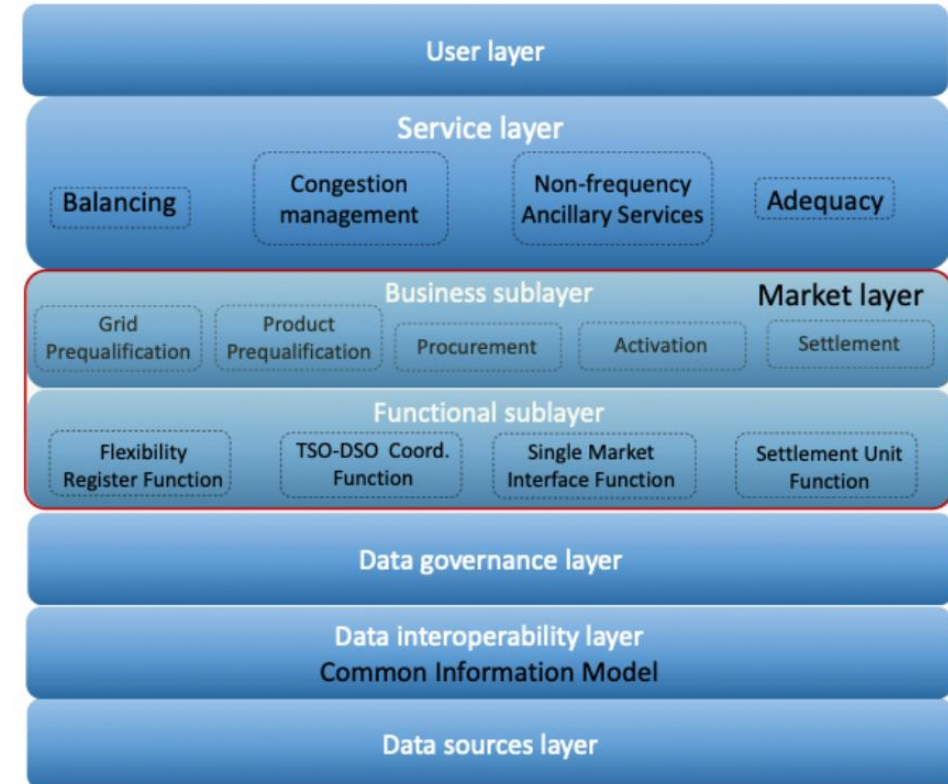 User layer
Service layer
Balancing
Congestion
management
Non-frequency
Ancillary Services
Adequacy
Business sublayer
Market layer
Grid
Prequalification
Product
Prequalification
Procurement
Activation
Settlement
Functional sublayer
Flexibility
Register Function
TSO-DSO Coord.
Function
Single Market
Interface Function
Settlement Unit
Function
Data governance layer
Data interoperability layer
Common Information Model
Data sources layer